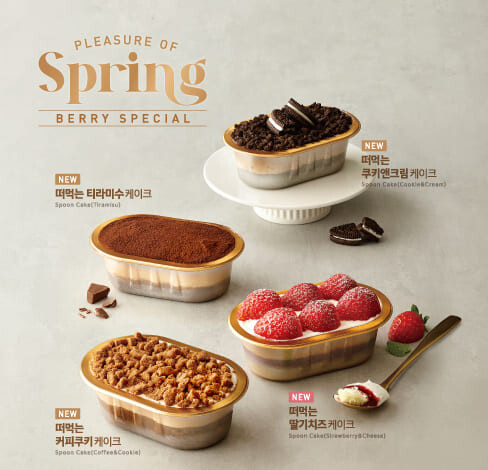 PLEASURE OF
Spring
BERRY SPECIAL
NEW
떠먹는
쿠키앤크림 케이크
Spoon Cake(Cookie&Cream)
NEW
떠먹는 티라미수 케이크
Spoon Cake(Tiramisu)
NEW
떠먹는
딸기치즈 케이크
Spoon Cake(Strawberry&Cheese)
NEW
떠먹는
커피쿠키 케이크
Spoon Cake(Coffee&Cookie)